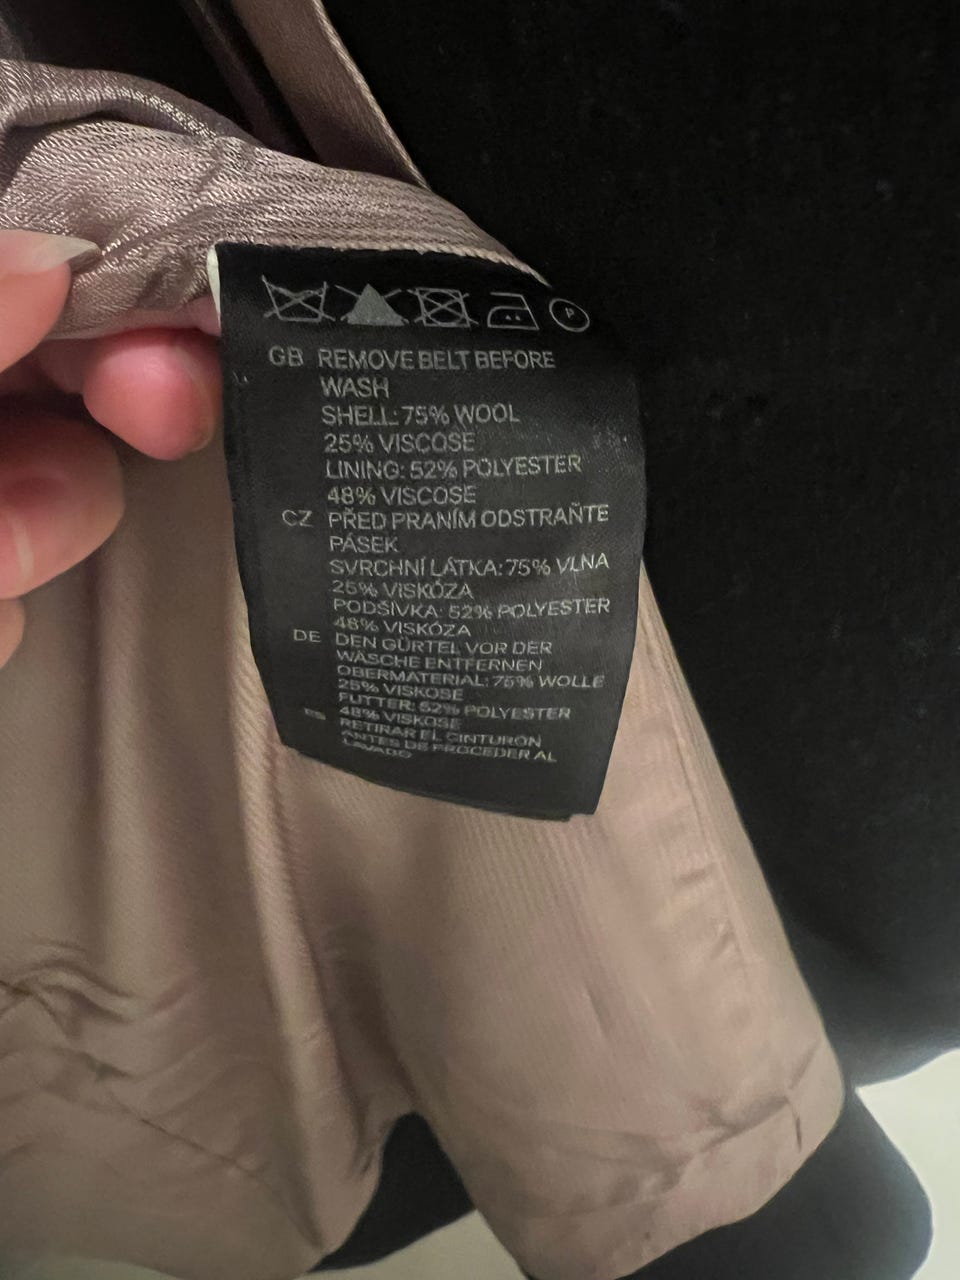 P
GB REMOVE BELT BEFORE
WASH
SHELL: 75% WOOL
25% VISCOSE
LINING: 52% POLYESTER
48% VISCOSE
CZ PŘED PRANÍM ODSTRAŇTE
PÁSEK
SVRCHNÍ LÁTKA: 75% VLNA
25% VISKÓZA
PODŠÍVKA: 52% POLYESTER
48% VISKÓZA
DE DEN GÜRTEL VOR DER
WÄSCHE ENTFERNEN
OBERMATERIAL: 75% WOLLE
25% VISKOSE
FUTTER: 52% POLYESTER
48% VISKOSE
ES RETIRAR EL CINTURÓN
ANTES DE PROCEDER AL
LAVADO